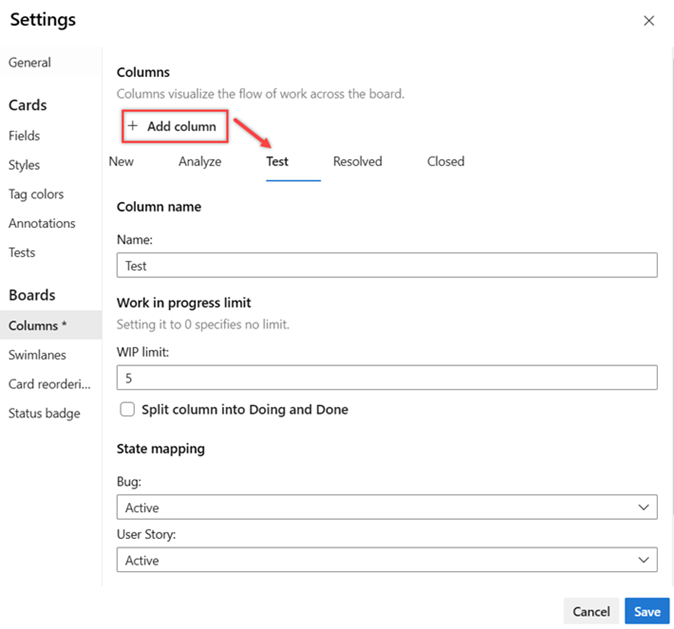 Settings
General
Cards
Fields
Styles
Tag colors
Annotations
Tests
Boards
Columns *
Swimlanes
Card reorderi...
Status badge
Columns
Columns visualize the flow of work across the board.
+ Add column
New Analyze Test Resolved Closed
Column name
Name:
Test
Work in progress limit
Setting it to 0 specifies no limit.
WIP limit:
5
Split column into Doing and Done
State mapping
Bug:
Active
User Story:
Active
Cancel Save